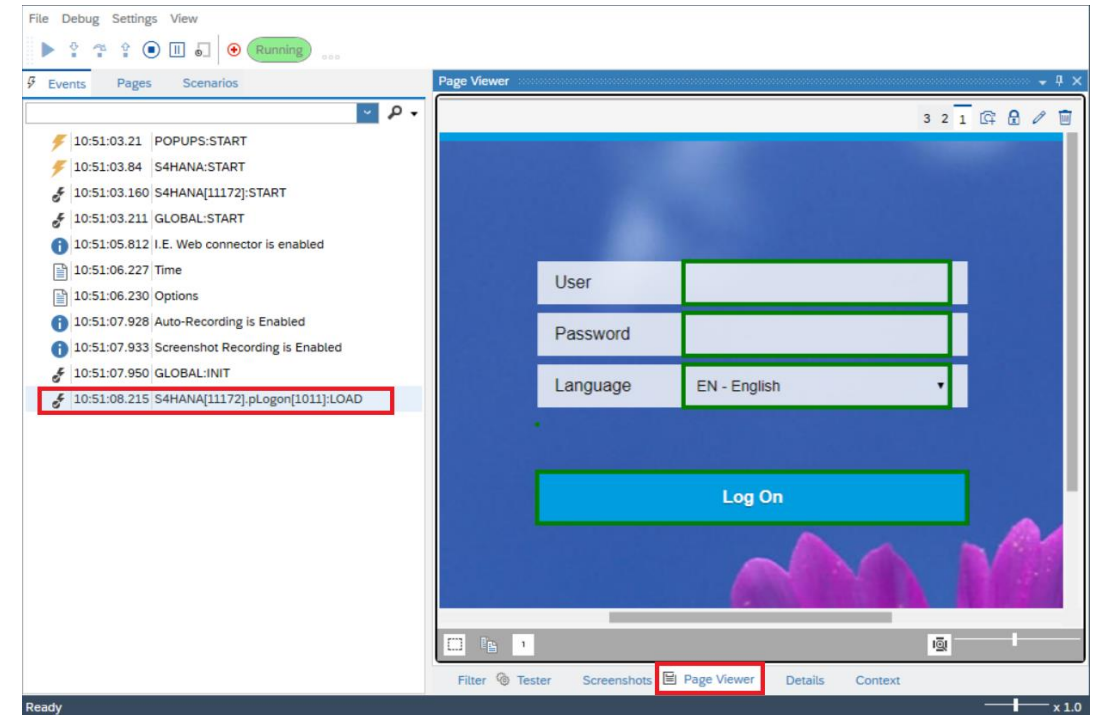 File Debug Settings View
Running
Events Pages Scenarios
Page Viewer
3 2 1
10:51:03.21 POPUPS:START
10:51:03.84 S4HANA:START
10:51:03.160 S4HANA[11172]:START
10:51:03.211 GLOBAL:START
10:51:05.812 I.E. Web connector is enabled
10:51:06.227 Time
10:51:06.230 Options
10:51:07.928 Auto-Recording is Enabled
10:51:07.933 Screenshot Recording is Enabled
10:51:07.950 GLOBAL:INIT
10:51:08.215 S4HANA[11172].pLogon[1011]:LOAD
User
Password
Language EN - English
Log On
1
Filter Tester Screenshots Page Viewer Details Context
Ready x 1.0